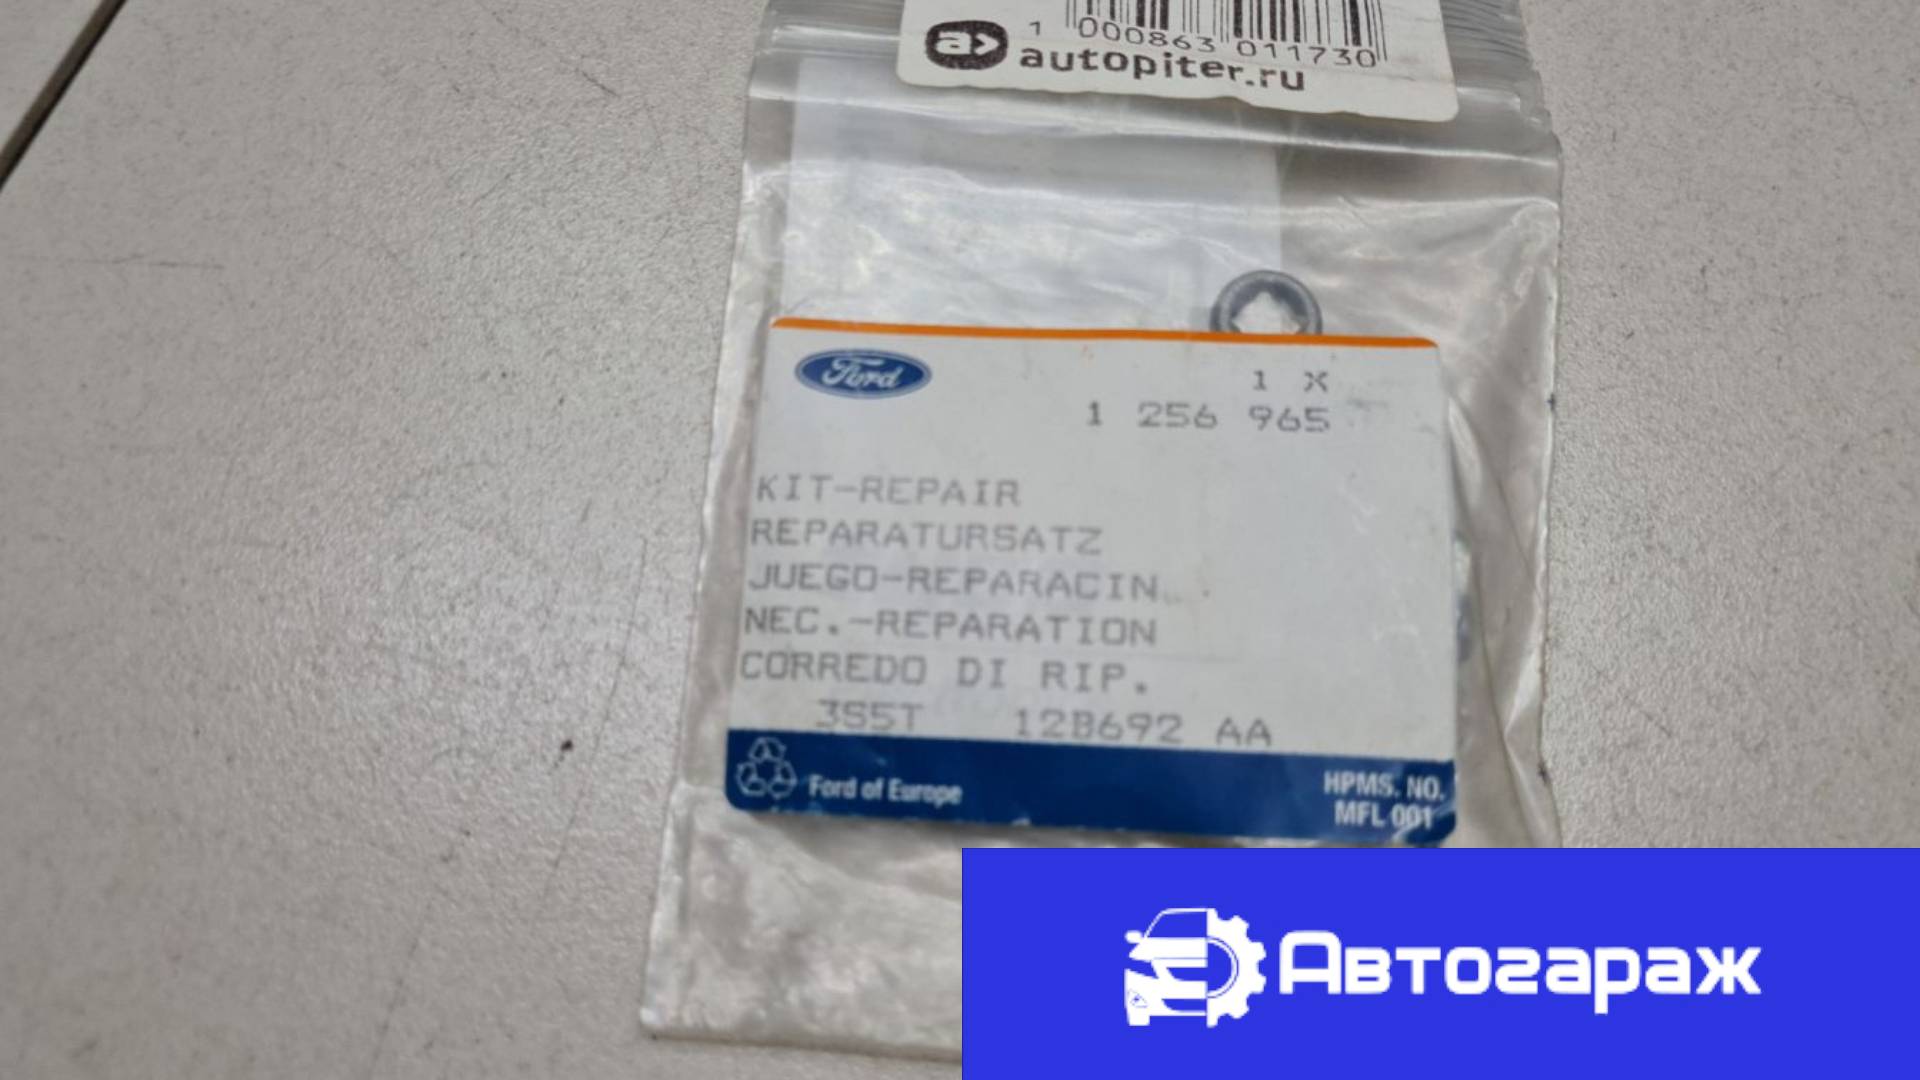 1 000863 011730
a> autopiter.ru
Ford
1 X
1 256 965
KIT-REPAIR
REPARATURSATZ
JUEGO-REPARACIN
NEC.-REPARATION
CORREDO DI RIP.
3S5T 12B692 AA
Ford of Europe
HPMS. NO.
MFL 001
Автогараж